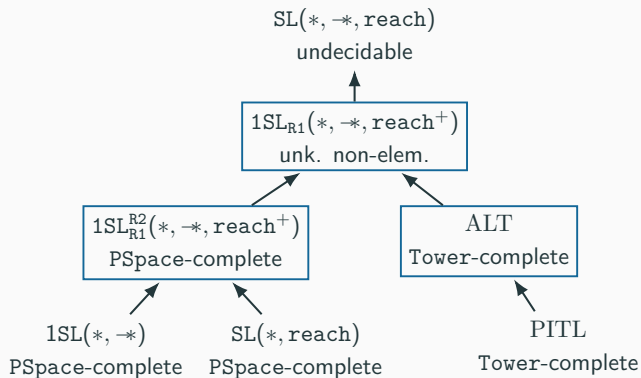 SL(∗, −∗, reach)
undecidable
1SL_R1(∗, −∗, reach⁺)
unk. non-elem.
1SL^R2_R1(∗, −∗, reach⁺)
PSpace-complete
ALT
Tower-complete
1SL(∗, −∗)
PSpace-complete
SL(∗, reach)
PSpace-complete
PITL
Tower-complete